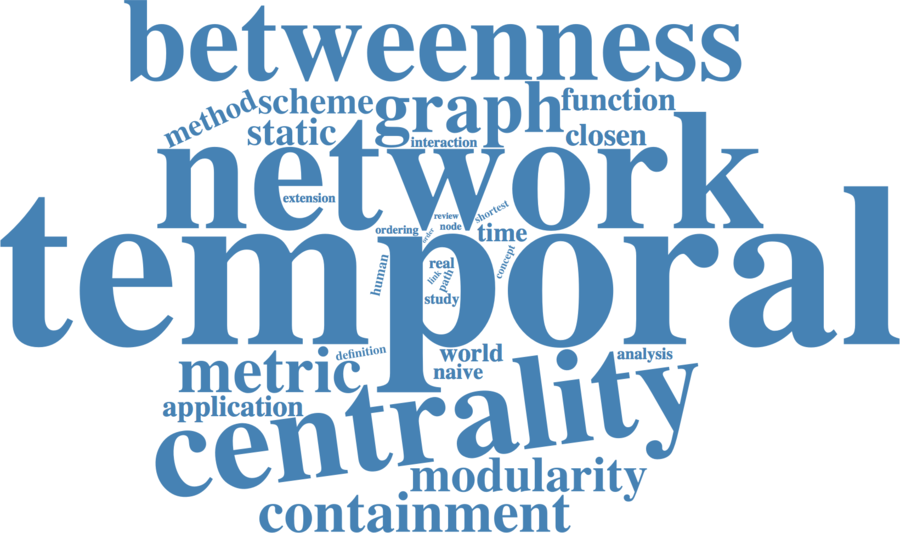 betweenness
method scheme graph function
static interaction closen
network
extension
review shortest
ordering order node time
temporal
human real concept
link path
study
metric definition world analysis
naive
application
centrality
modularity
containment